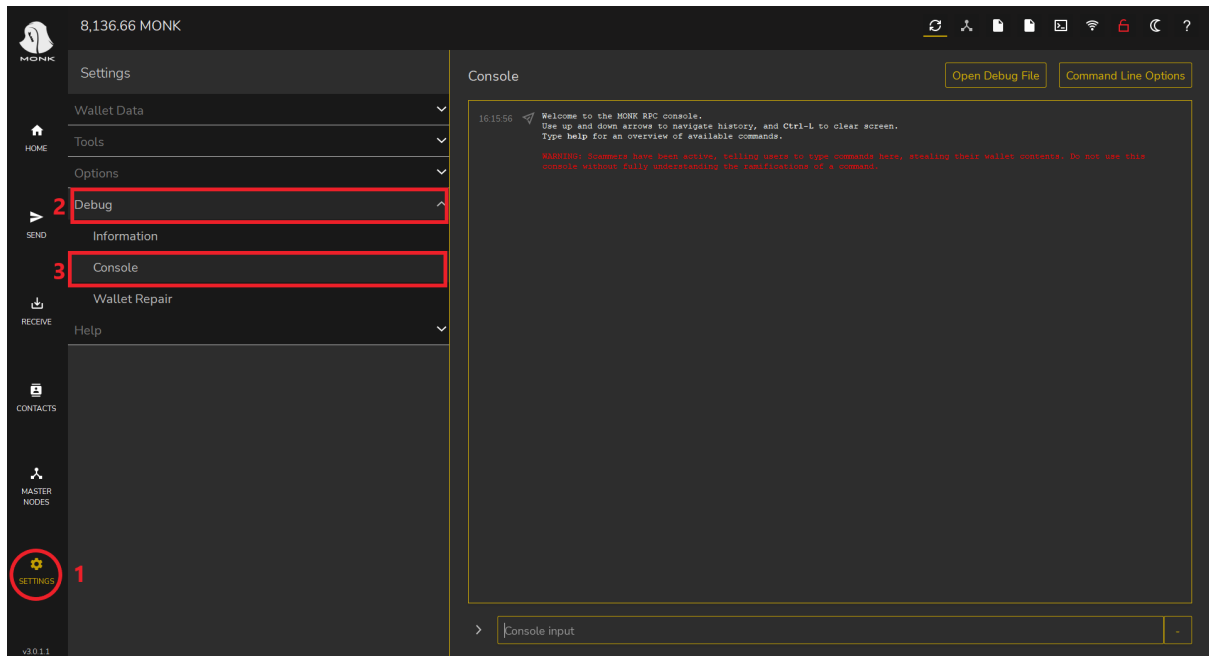 MONK
8,136.66 MONK
?
Settings
Wallet Data
Tools
Options
2
Debug
Information
3
Console
Wallet Repair
Help
HOME
SEND
RECEIVE
CONTACTS
MASTER
NODES
SETTINGS
1
v3.0.1.1
Console
Open Debug File
Command Line Options
16:15:56
Welcome to the MONK RPC console.
Use up and down arrows to navigate history, and Ctrl-L to clear screen.
Type help for an overview of available commands.
WARNING: Scammers have been active, telling users to type commands here, stealing their wallet contents. Do not use this
console without fully understanding the ramifications of a command.
Console input